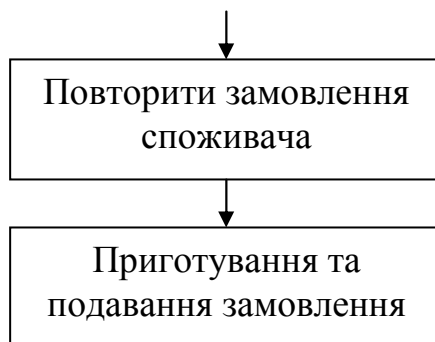 Повторити замовлення
споживача
Приготування та
подавання замовлення